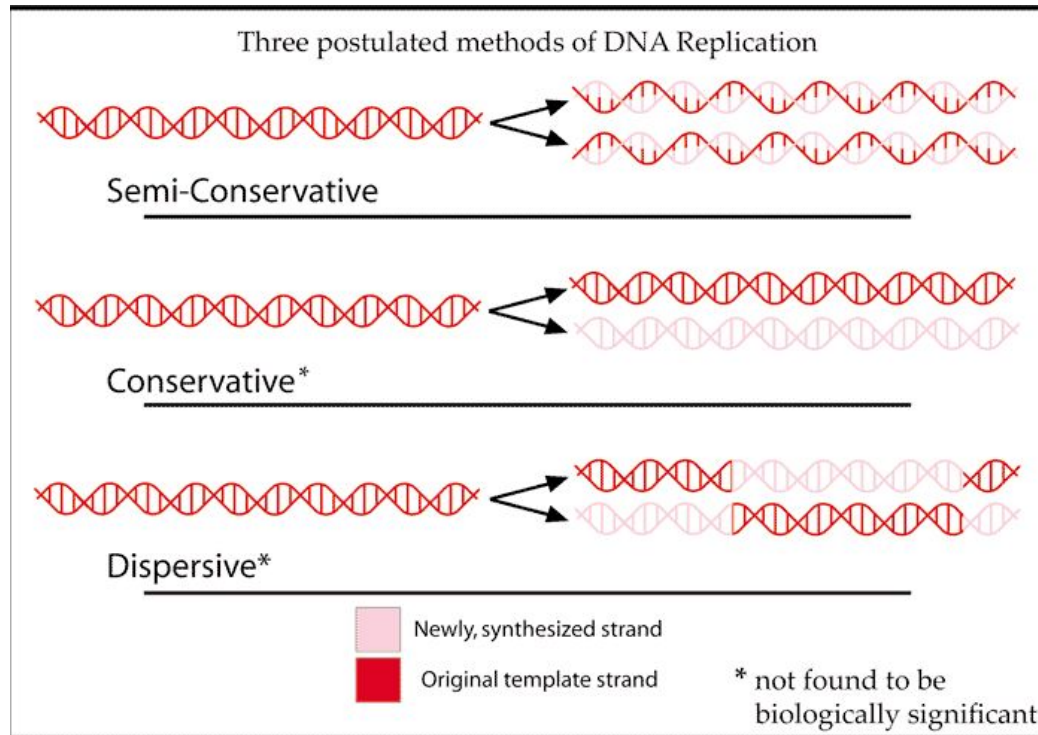 Three postulated methods of DNA Replication
Semi-Conservative
Conservative*
Dispersive*
Newly, synthesized strand
Original template strand
* not found to be
biologically significant